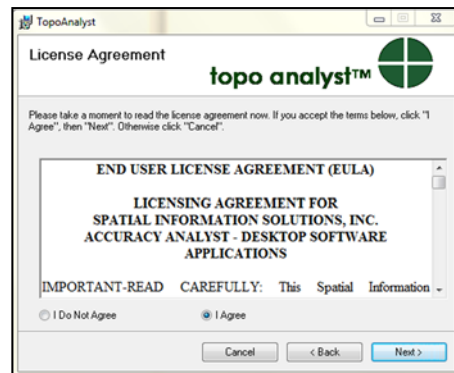 TopoAnalyst
License Agreement
topo analyst™
Please take a moment to read the license agreement now. If you accept the terms below, click "I
Agree", then "Next". Otherwise click "Cancel".
END USER LICENSE AGREEMENT (EULA)
LICENSING AGREEMENT FOR
SPATIAL INFORMATION SOLUTIONS, INC.
ACCURACY ANALYST - DESKTOP SOFTWARE
APPLICATIONS
IMPORTANT-READ CAREFULLY: This Spatial Information
I Do Not Agree
I Agree
Cancel
< Back
Next >